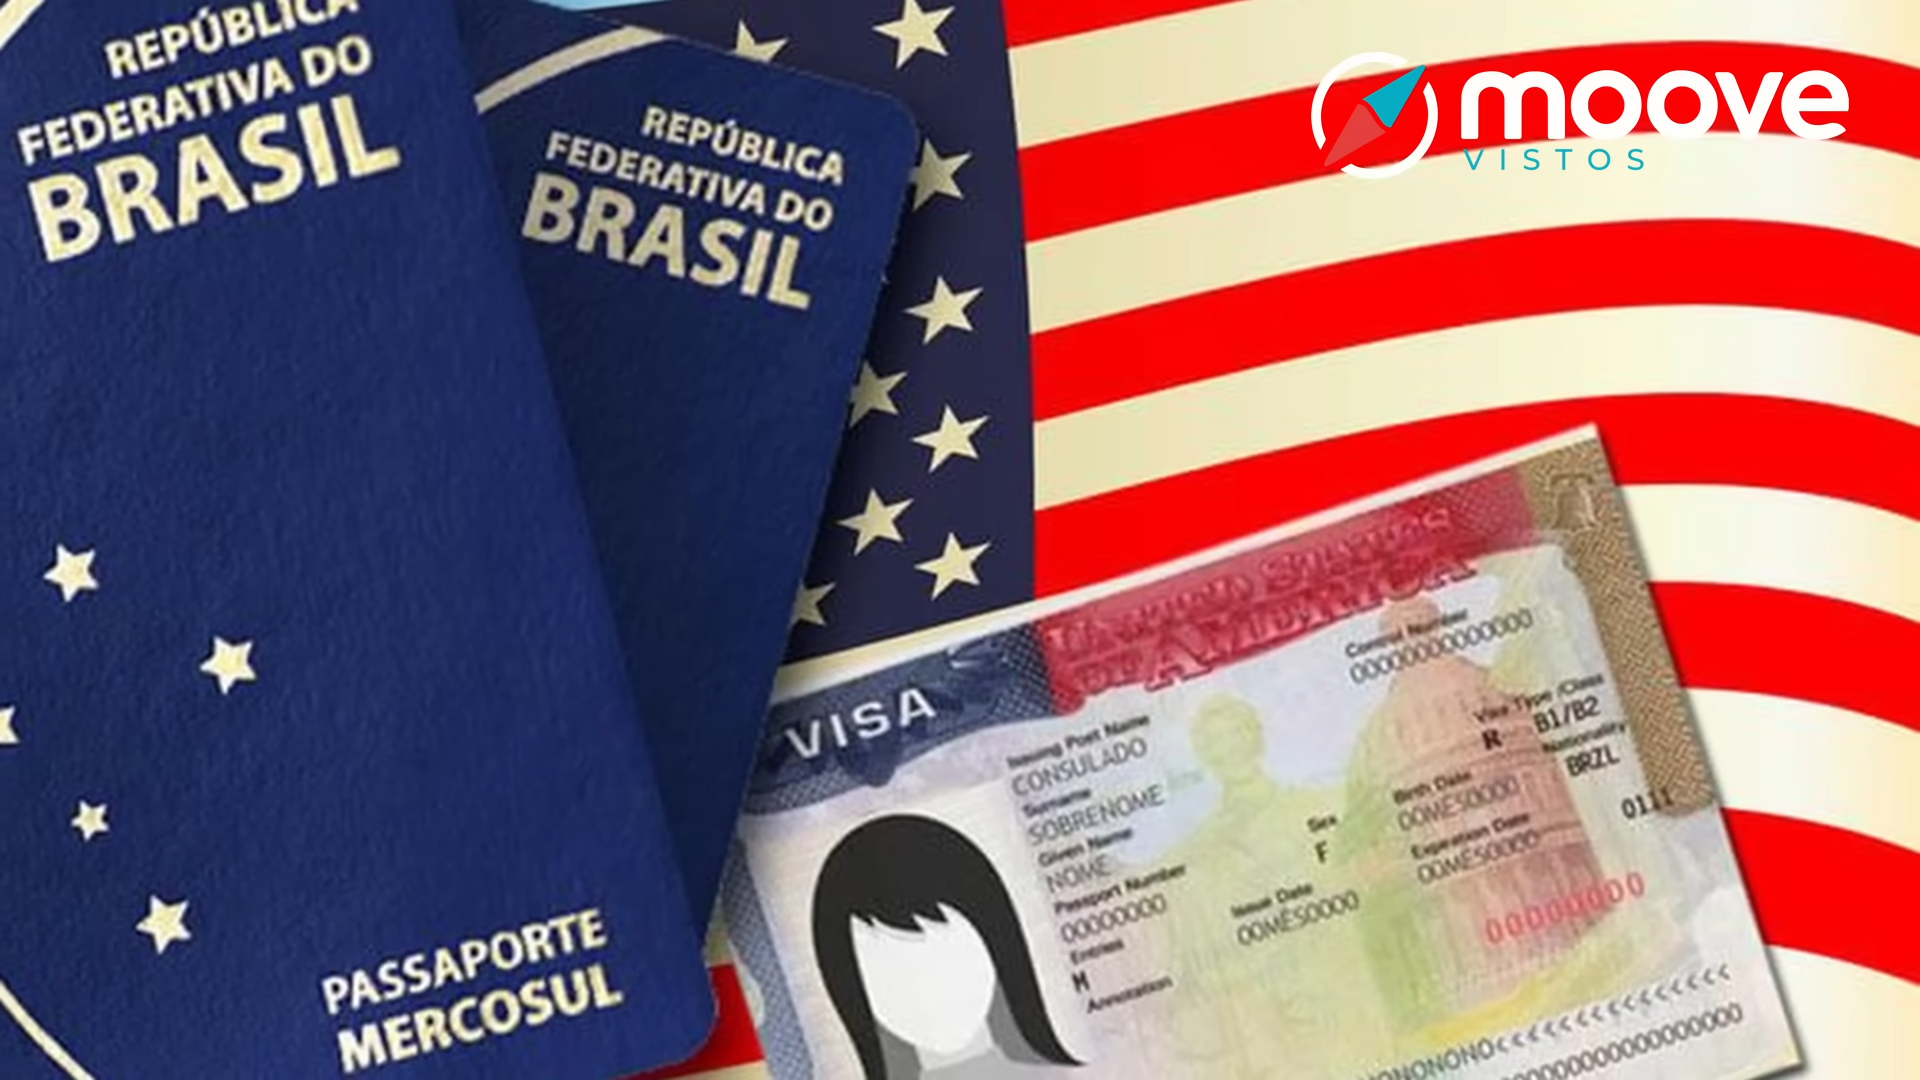 REPÚBLICA
FEDERATIVA DO
BRASIL
PASSAPORTE
MERCOSUL
REPÚBLICA
FEDERATIVA DO
BRASIL
moove
VISTOS
VISA
UNITED STATES
OF AMERICA
Issuing Post Name
CONSULADO
Surname
SOBRENOME
Given Name
NOME
Passport Number
00000000
Entries
M
Annotation
Control Number
00000000000000
Visa Type /Class
R B1/B2
Nationality
BRZL
Sex
F
Birth Date
00MÊS0000
Issue Date
00MÊS0000
Expiration Date
00MÊS0000
0111
00000000